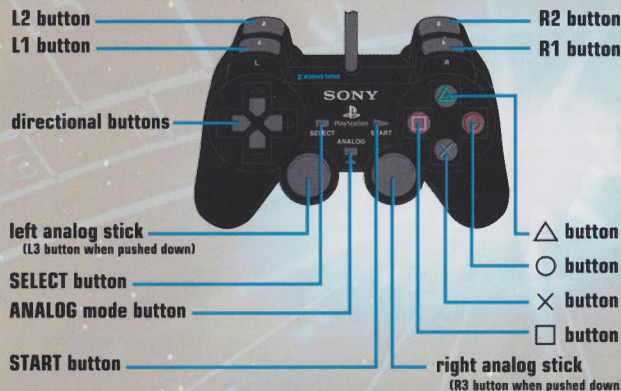 L2 button
L1 button
directional buttons
left analog stick
(L3 button when pushed down)
SELECT button
ANALOG mode button
START button
R2 button
R1 button
△ button
○ button
× button
□ button
right analog stick
(R3 button when pushed down
L
R
SONY
PlayStation
SELECT
START
ANALOG